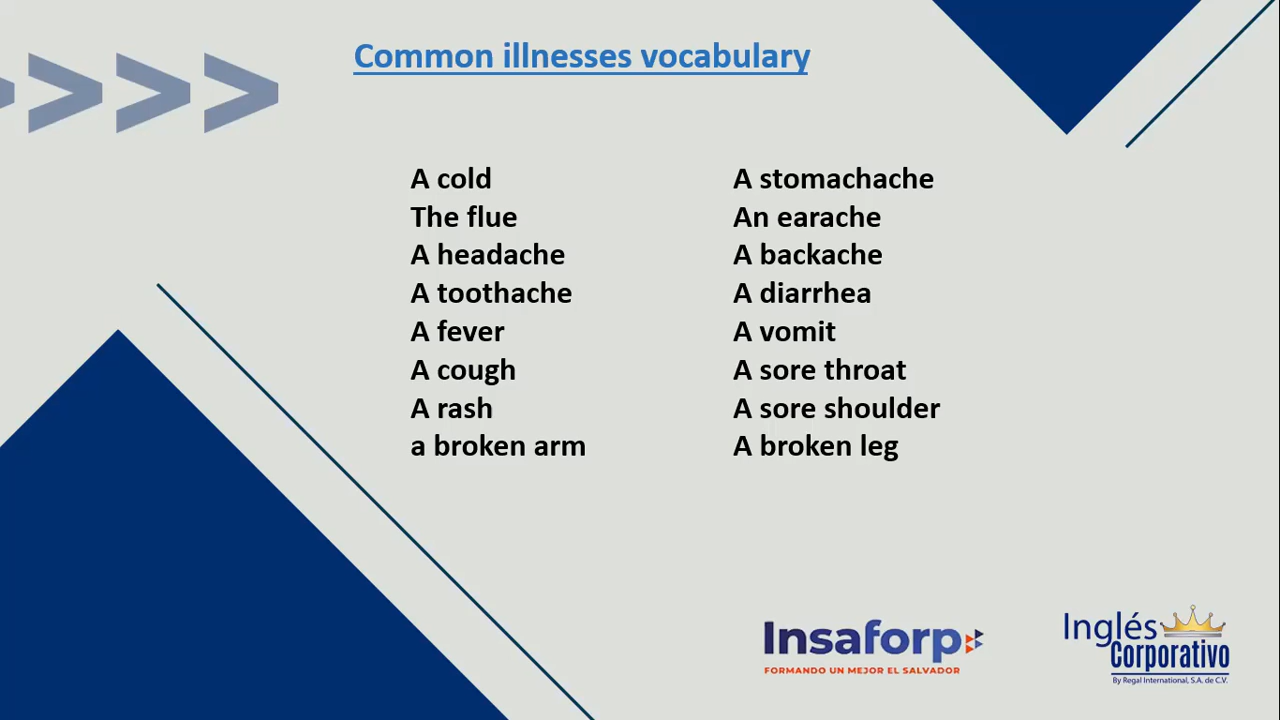 Common illnesses vocabulary
A cold
The flue
A headache
A toothache
A fever
A cough
A rash
a broken arm
A stomachache
An earache
A backache
A diarrhea
A vomit
A sore throat
A sore shoulder
A broken leg
Insaforp
FORMANDO UN MEJOR EL SALVADOR
Inglés
Corporativo
By Regal International, S.A. de C.V.